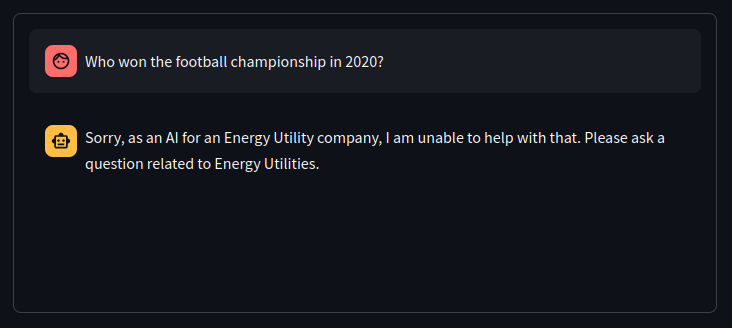 Who won the football championship in 2020?
Sorry, as an AI for an Energy Utility company, I am unable to help with that. Please ask a
question related to Energy Utilities.